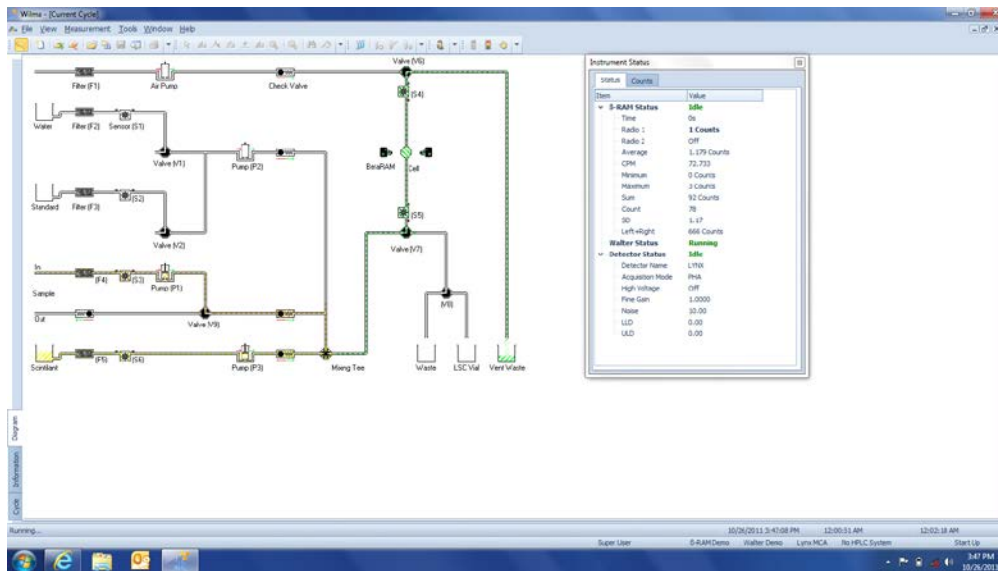 Wilma - [Current Cycle]
File View Measurement Tools Window Help
Valve (V6)
Filter (F1)
Air Pump
Check Valve
(S4)
Water
Filter (F2)
Sensor (S1)
Valve (V1)
Pump (P2)
BetaRAM
Cell
Standard
Filter (F3)
(S2)
(S5)
Valve (V2)
Valve (V7)
In
Sample
(F4)
(S3)
Pump (P1)
(V8)
Out
Valve (V9)
Scintilant
(F5)
(S6)
Pump (P3)
Mixing Tee
Waste
LSC Vial
Vent Waste
Instrument Status
Status Counts
Item Value
ß-RAM Status Idle
Time 0s
Radio 1 1 Counts
Radio 2 Off
Average 1.179 Counts
CPM 72.733
Minimum 0 Counts
Maximum 3 Counts
Sum 92 Counts
Count 78
SD 1.17
Left+Right 666 Counts
Walter Status Running
Detector Status Idle
Detector Name LYNX
Acquisition Mode PHA
High Voltage Off
Fine Gain 1.0000
Noise 10.00
LLD 0.00
ULD 0.00
Diagram
Information
Cycle
Running...
10/26/2011 3:47:08 PM 12:00:51 AM 12:02:18 AM
Super User ß-RAM Demo Walter Demo Lynx MCA No HPLC System Start Up
3:47 PM
10/26/2011